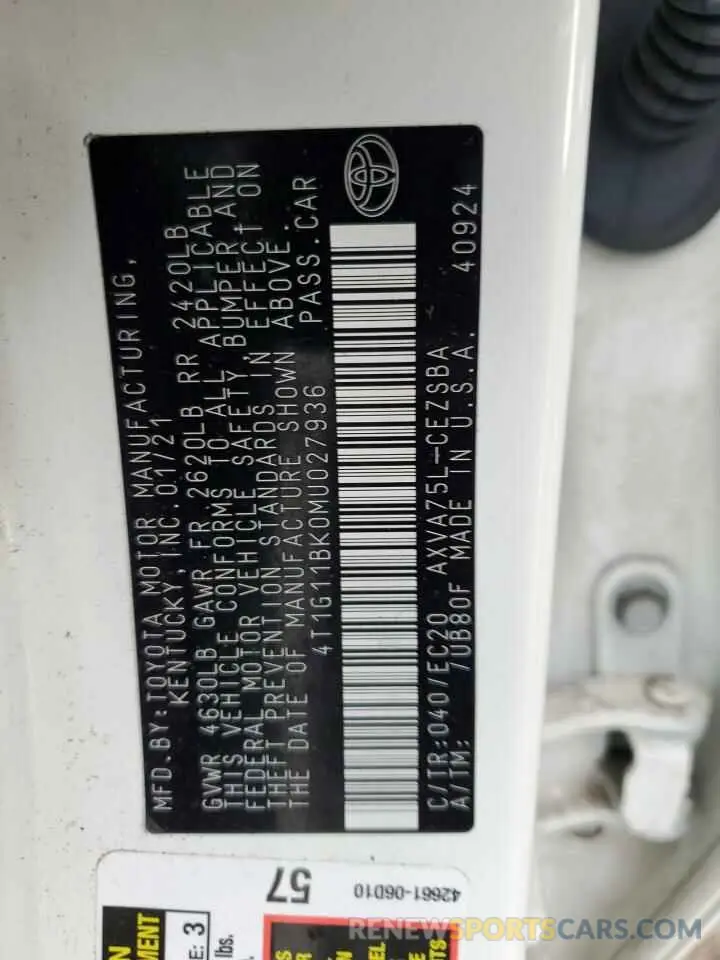 MFD.BY:TOYOTA MOTOR MANUFACTURING,
KENTUCKY, INC.01/21
GVWR 4630LB GAWR FR 2620LB RR 2420LB
THIS VEHICLE CONFORMS TO ALL APPLICABLE
FEDERAL MOTOR VEHICLE SAFETY, BUMPER, AND
THEFT PREVENTION STANDARDS IN EFFECT ON
THE DATE OF MANUFACTURE SHOWN ABOVE.
4T1G11BK0MU027936 PASS.CAR
C/TR:040/EC20 AXVA75L-CEZSBA
A/TM: /UB80F MADE IN U.S.A. 40924
57
42661-06D10
3
lbs.
RENEWSPORTSCARS.COM